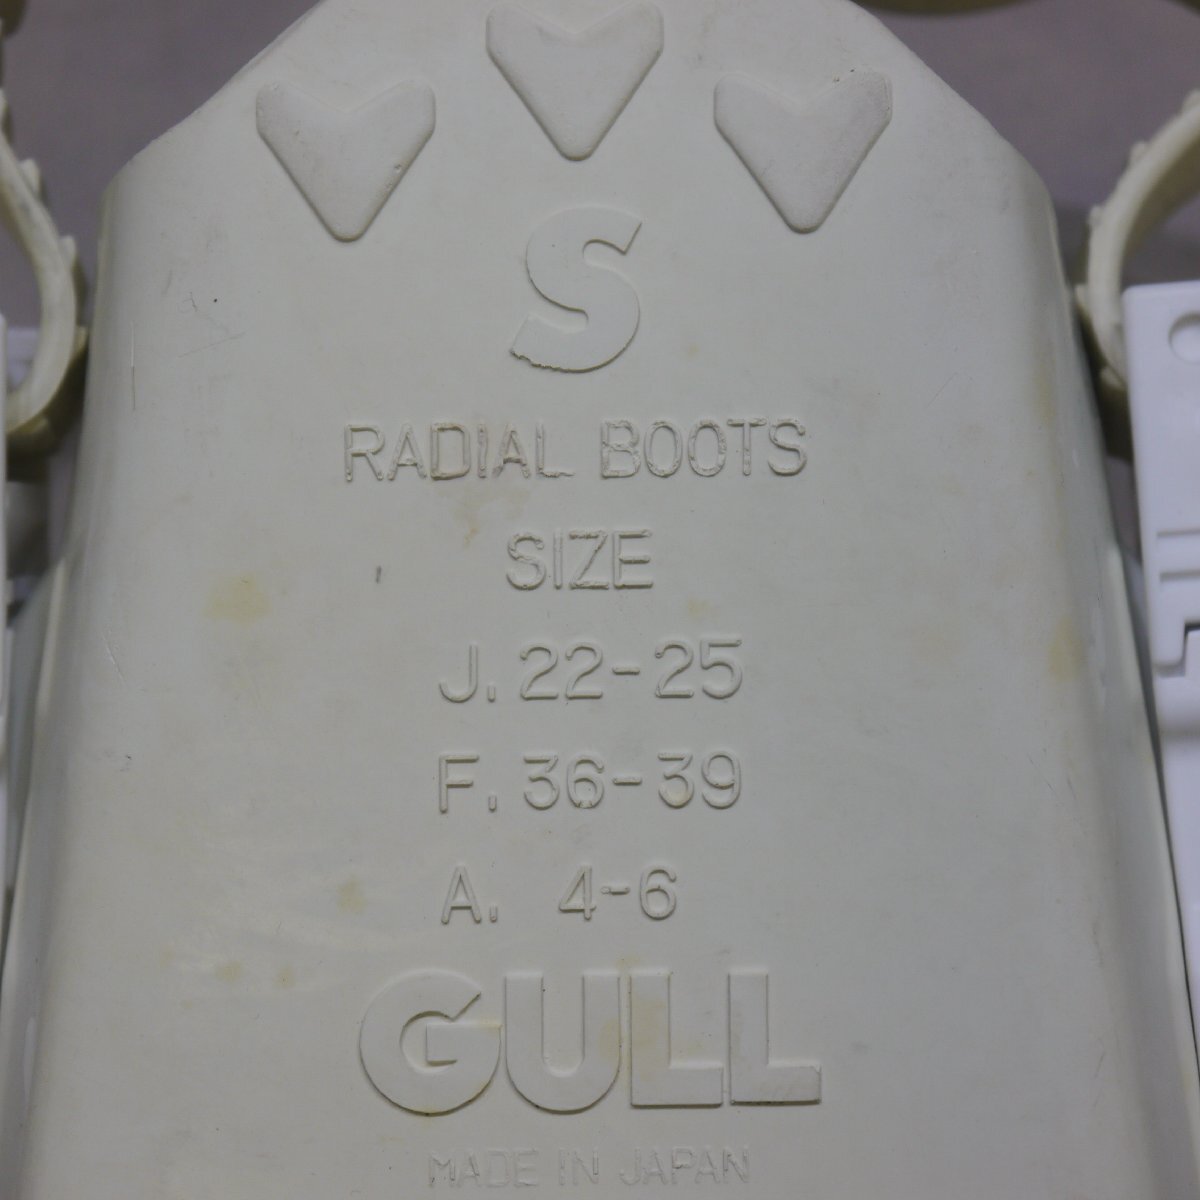 S
RADIAL BOOTS
SIZE
J. 22-25
F. 36-39
A. 4-6
GULL
MADE IN JAPAN